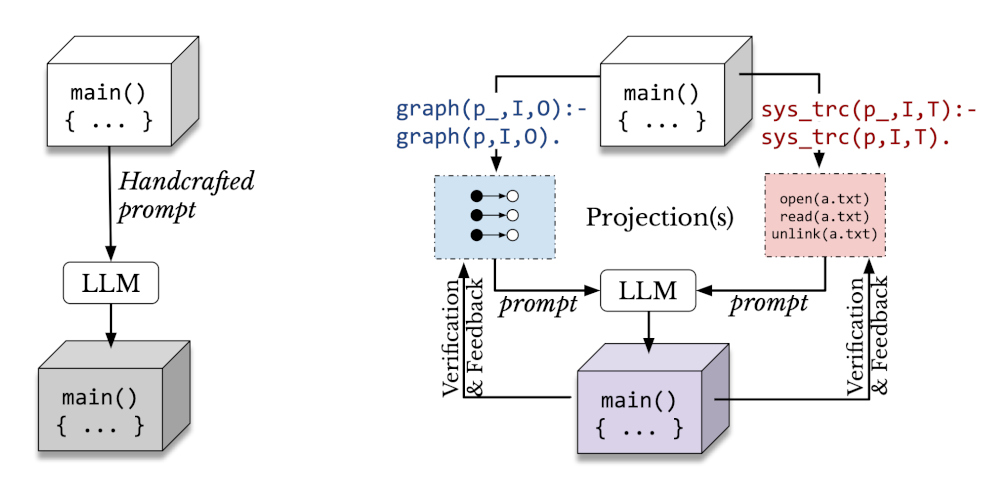 main()
{ ... }
Handcrafted
prompt
LLM
main()
{ ... }
main()
{ ... }
graph(p_,I,O):-
graph(p,I,O).
sys_trc(p_,I,T):-
sys_trc(p,I,T).
Projection(s)
open(a.txt)
read(a.txt)
unlink(a.txt)
prompt
LLM
prompt
Verification
& Feedback
main()
{ ... }
Verification
& Feedback